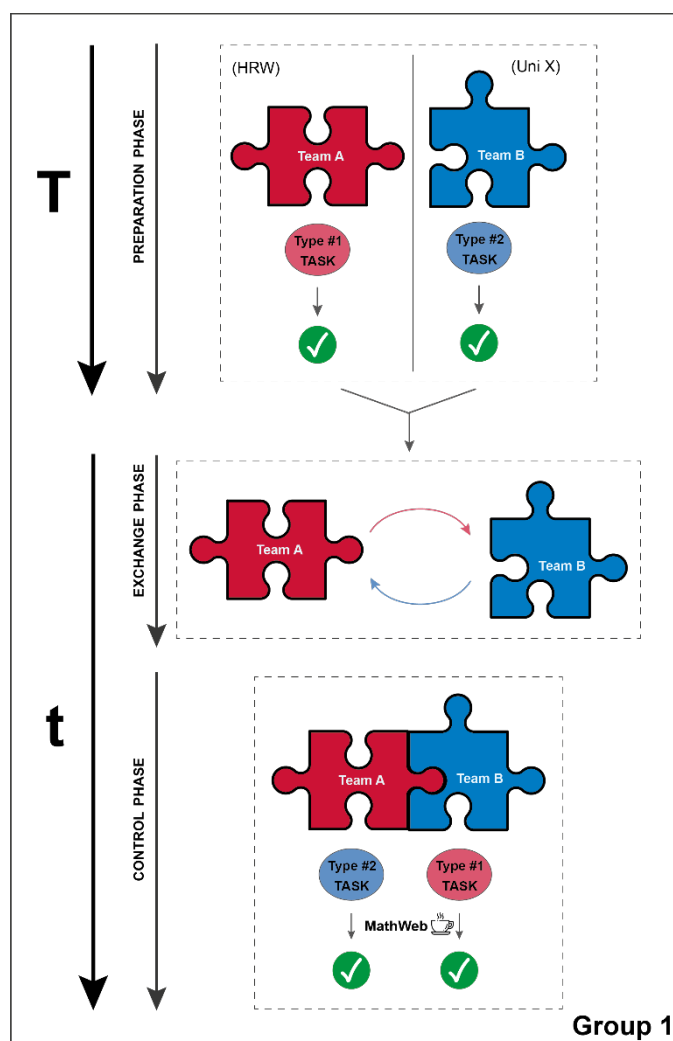 T
PREPARATION PHASE
(HRW)
(Uni X)
Team A
Team B
Type #1
TASK
Type #2
TASK
t
EXCHANGE PHASE
Team A
Team B
CONTROL PHASE
Team A
Team B
Type #2
TASK
Type #1
TASK
MathWeb
Group 1